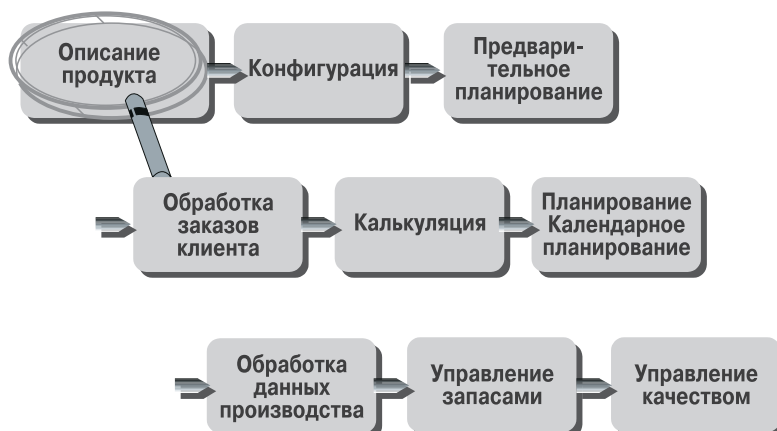 Описание
продукта
Конфигурация
Предвари-
тельное
планирование
Обработка
заказов
клиента
Калькуляция
Планирование
Календарное
планирование
Обработка
данных
производства
Управление
запасами
Управление
качеством